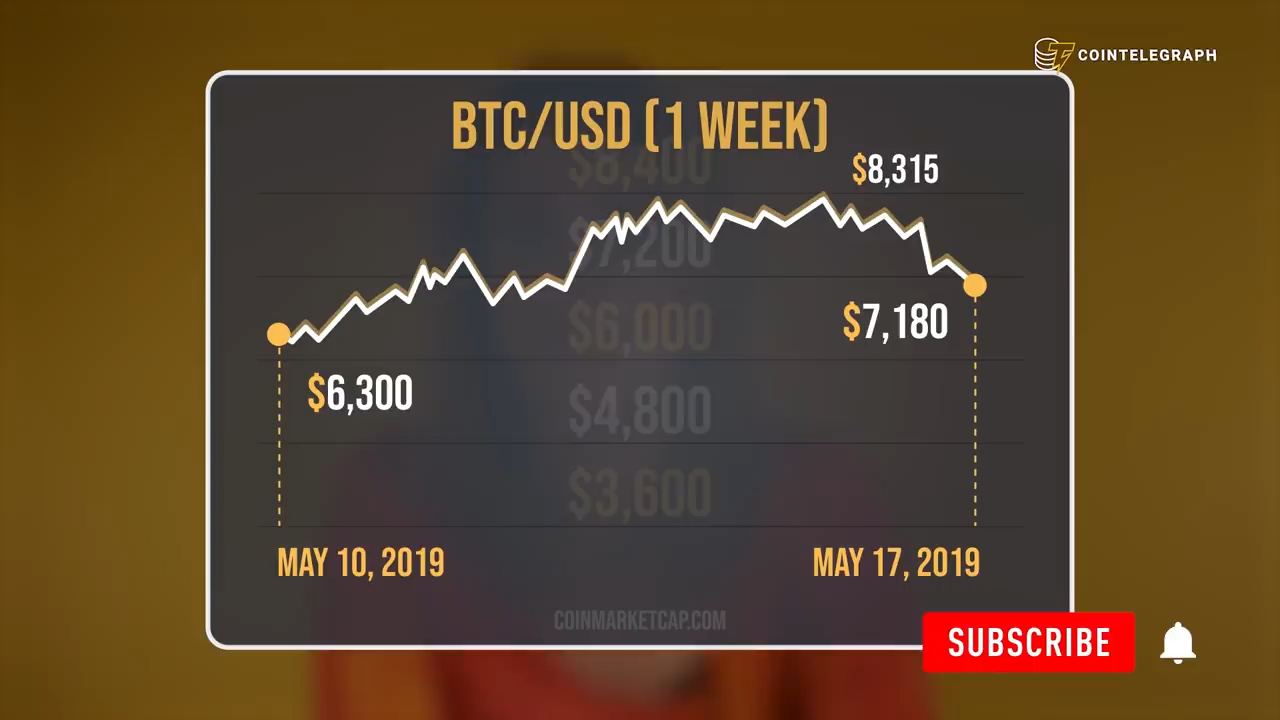 COINTELEGRAPH
BTC/USD (1 WEEK)
$8,400
$8,315
$7,200
$6,000
$7,180
$6,300
$4,800
$3,600
MAY 10, 2019
MAY 17, 2019
COINMARKETCAP.COM
SUBSCRIBE